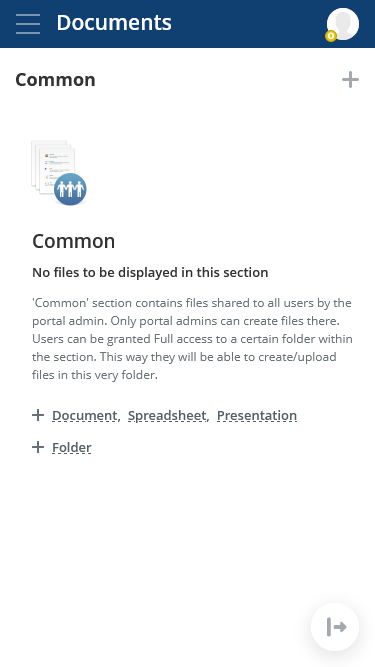 Documents
Common
Common
No files to be displayed in this section
'Common' section contains files shared to all users by the
portal admin. Only portal admins can create files there.
Users can be granted Full access to a certain folder within
the section. This way they will be able to create/upload
files in this very folder.
Document, Spreadsheet, Presentation
Folder